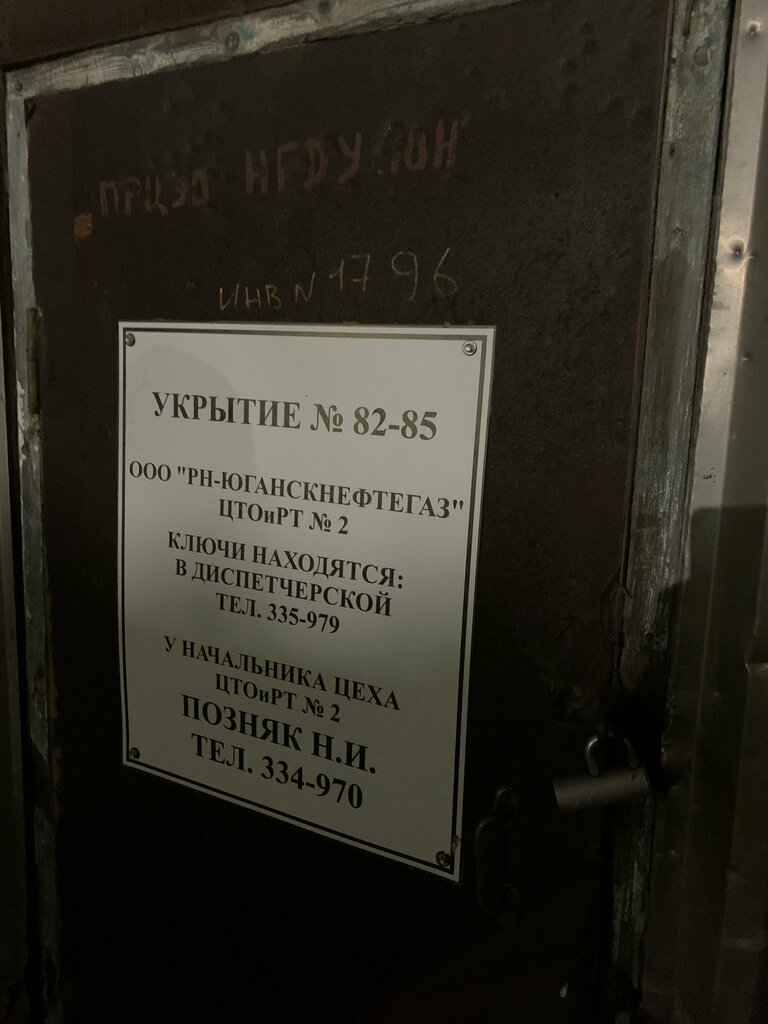 ПРЦЭО НГДУ
ИНВ N 1796
УКРЫТИЕ № 82-85
ООО "РН-ЮГАНСКНЕФТЕГАЗ"
ЦТОиРТ № 2
КЛЮЧИ НАХОДЯТСЯ:
В ДИСПЕТЧЕРСКОЙ
ТЕЛ. 335-979
У НАЧАЛЬНИКА ЦЕХА
ЦТОиРТ № 2
ПОЗНЯК Н.И.
ТЕЛ. 334-970